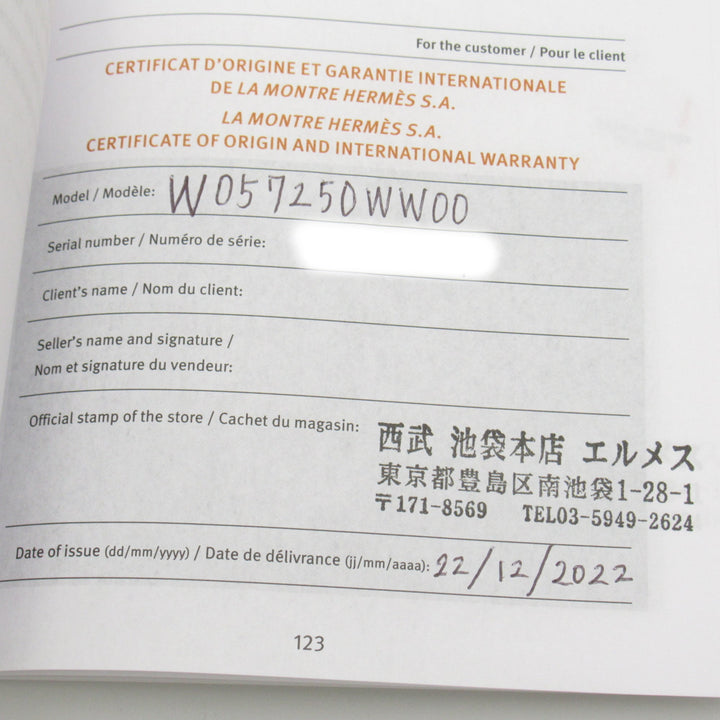 For the customer / Pour le client
CERTIFICAT D'ORIGINE ET GARANTIE INTERNATIONALE
DE LA MONTRE HERMÈS S.A.
LA MONTRE HERMÈS S.A.
CERTIFICATE OF ORIGIN AND INTERNATIONAL WARRANTY
Model / Modèle: W057250WW00
Serial number / Numéro de série:
Client's name / Nom du client:
Seller's name and signature /
Nom et signature du vendeur:
Official stamp of the store / Cachet du magasin:
西武 池袋本店 エルメス
東京都豊島区南池袋1-28-1
〒171-8569 TEL03-5949-2624
Date of issue (dd/mm/yyyy) / Date de délivrance (jj/mm/aaaa): 22/12/2022
123